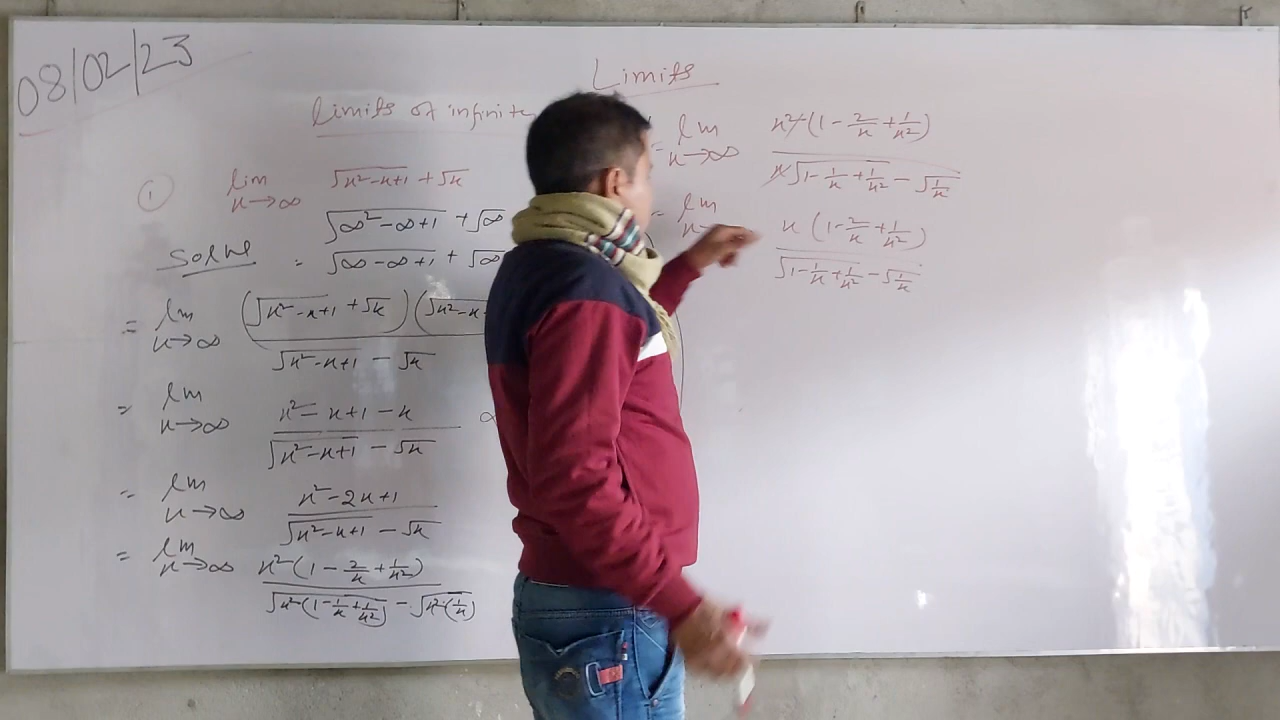 08/02/23
Limits
Limits of infinite
① lim x→∞ √x²-x+1 + √x
√∞²-∞+1 + √∞
Solve = √∞-∞+1 + √∞
= lim x→∞ (√x²-x+1 + √x)(√x²-x / √x²-x+1 - √x
= lim x→∞ x²-x+1-x / √x²-x+1 - √x
= lim x→∞ x²-2x+1 / √x²-x+1 - √x
= lim x→∞ x²(1-2/x+1/x²) / √x²(1-1/x+1/x²) - √x²(1/x)
= lim x→∞ x²(1-2/x+1/x²) / x√1-1/x+1/x² - √1/x
= lim x→ x(1-2/x+1/x²) / √1-1/x+1/x² - √1/x